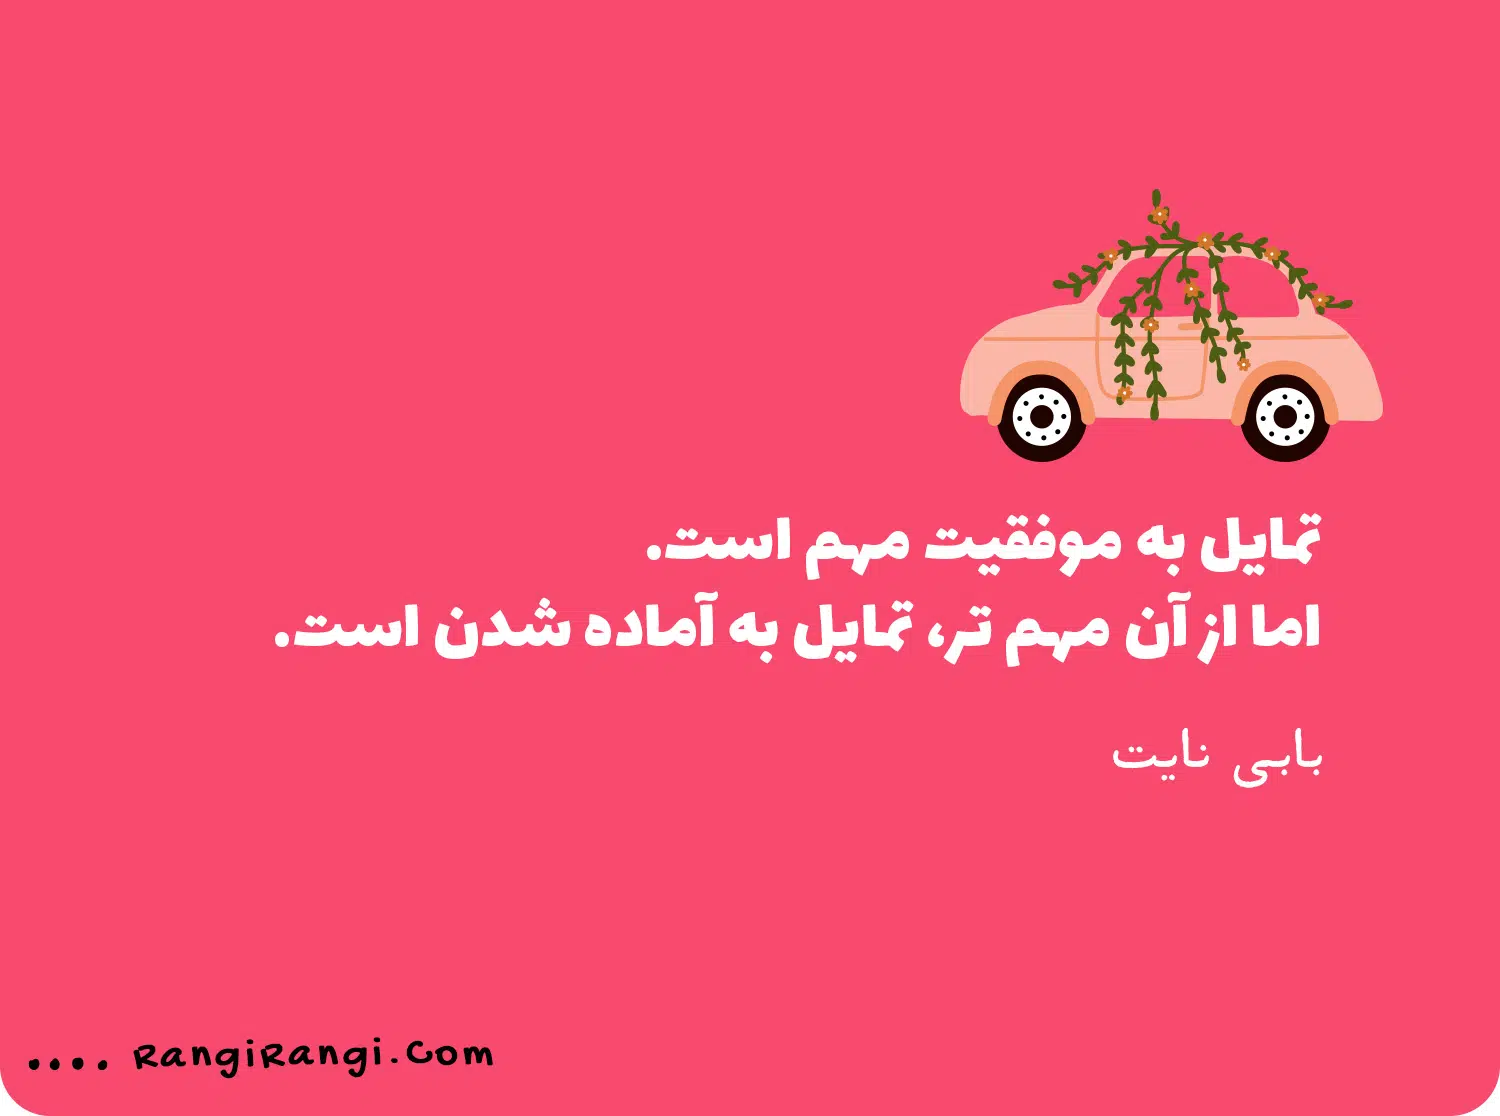 تمایل به موفقیت مهم است.
اما از آن مهم تر، تمایل به آماده شدن است.
بابی نایت
.... RangiRangi.Com